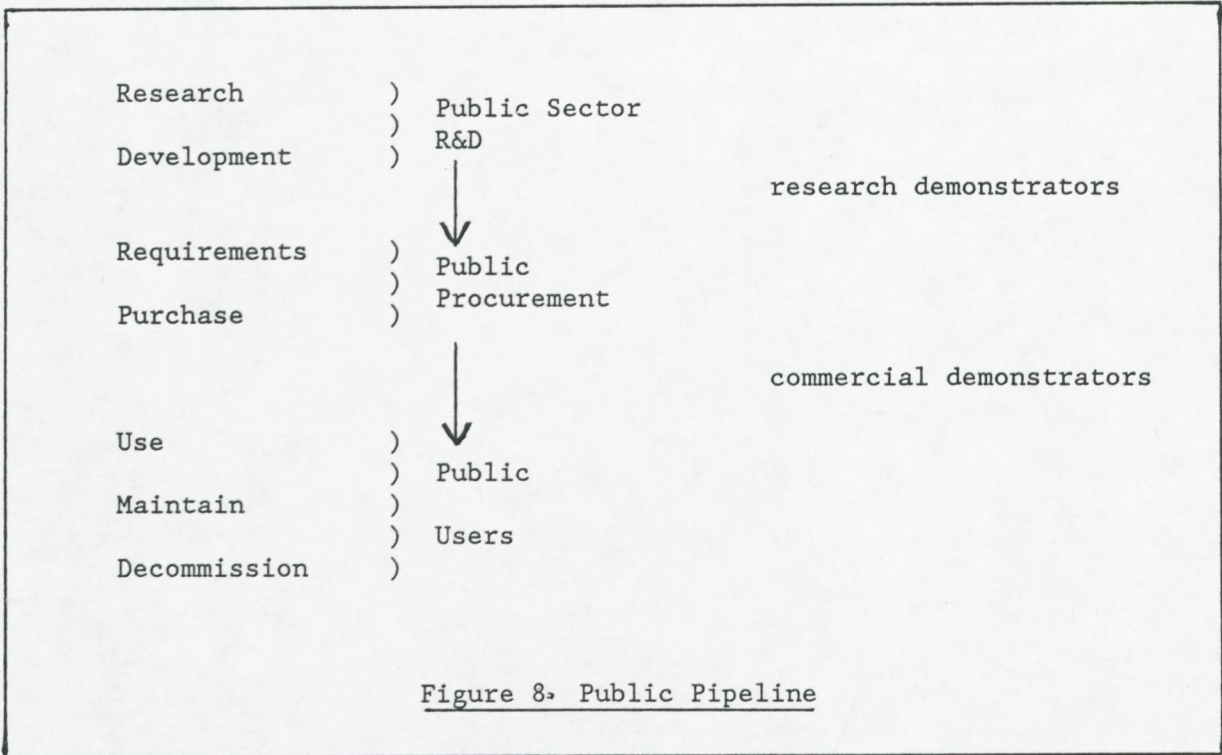 Research )
) Public Sector
) R&D
Development )
research demonstrators
Requirements )
) Public
) Procurement
Purchase )
commercial demonstrators
Use )
) Public
Maintain )
) Users
Decommission )
Figure 8. Public Pipeline